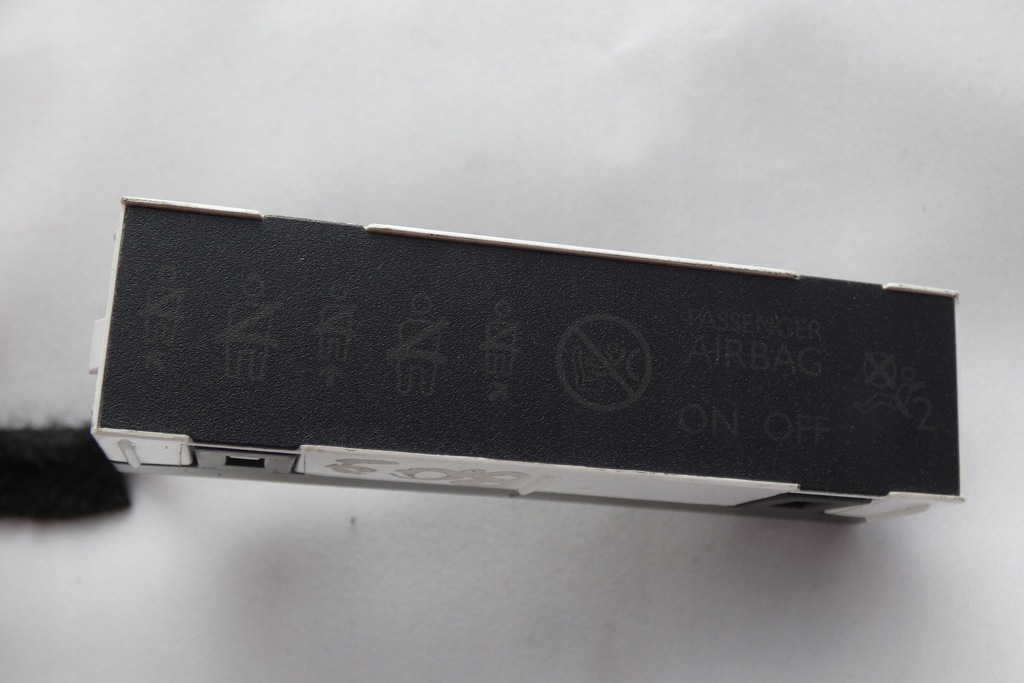 PASSENGER
AIRBAG
ON OFF
2